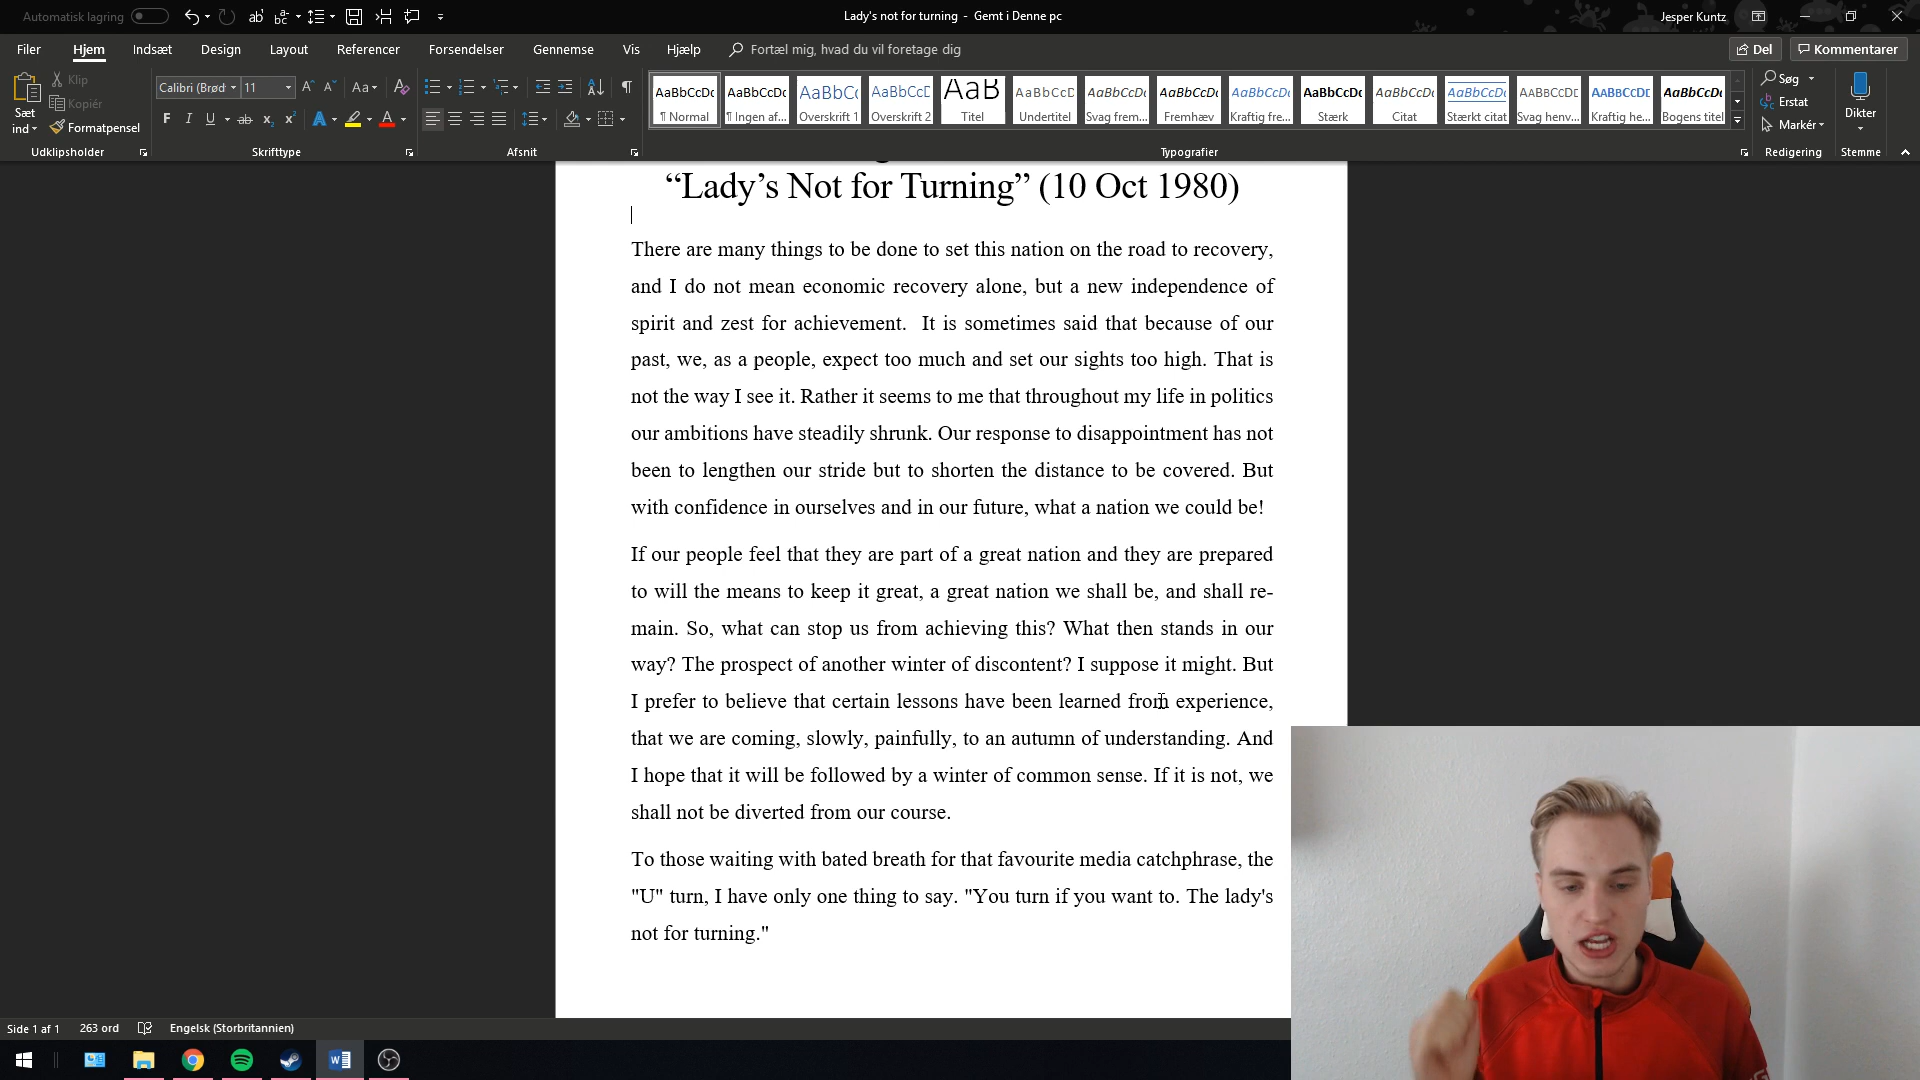 Automatisk lagring
Lady's not for turning - Gemt i Denne pc
Jesper Kuntz
Filer Hjem Indsæt Design Layout Referencer Forsendelser Gennemse Vis Hjælp Fortæl mig, hvad du vil foretage dig
Del Kommentarer
Sæt ind
Klip
Kopiér
Formatpensel
Udklipsholder
Calibri (Brød 11
Skrifttype
Afsnit
AaBbCcDc AaBbCcDc AaBbCc AaBbCcD AaB AaBbCcD AaBbCcDc AaBbCcDc AaBbCcDc AaBbCcDc AaBbCcDc AaBbCcDc AaBbCcDd AaBbCcDd AaBbCcDc
¶ Normal ¶ Ingen af... Overskrift 1 Overskrift 2 Titel Undertitel Svag frem... Fremhæv Kraftig fre... Stærk Citat Stærkt citat Svag henv... Kraftig he... Bogens titel
Typografier
Søg
Erstat
Markér
Redigering
Dikter
Stemme
“Lady’s Not for Turning” (10 Oct 1980)
There are many things to be done to set this nation on the road to recovery,
and I do not mean economic recovery alone, but a new independence of
spirit and zest for achievement.  It is sometimes said that because of our
past, we, as a people, expect too much and set our sights too high. That is
not the way I see it. Rather it seems to me that throughout my life in politics
our ambitions have steadily shrunk. Our response to disappointment has not
been to lengthen our stride but to shorten the distance to be covered. But
with confidence in ourselves and in our future, what a nation we could be!
If our people feel that they are part of a great nation and they are prepared
to will the means to keep it great, a great nation we shall be, and shall re-
main. So, what can stop us from achieving this? What then stands in our
way? The prospect of another winter of discontent? I suppose it might. But
I prefer to believe that certain lessons have been learned from experience,
that we are coming, slowly, painfully, to an autumn of understanding. And
I hope that it will be followed by a winter of common sense. If it is not, we
shall not be diverted from our course.
To those waiting with bated breath for that favourite media catchphrase, the
"U" turn, I have only one thing to say. "You turn if you want to. The lady's
not for turning."
Side 1 af 1 263 ord Engelsk (Storbritannien)